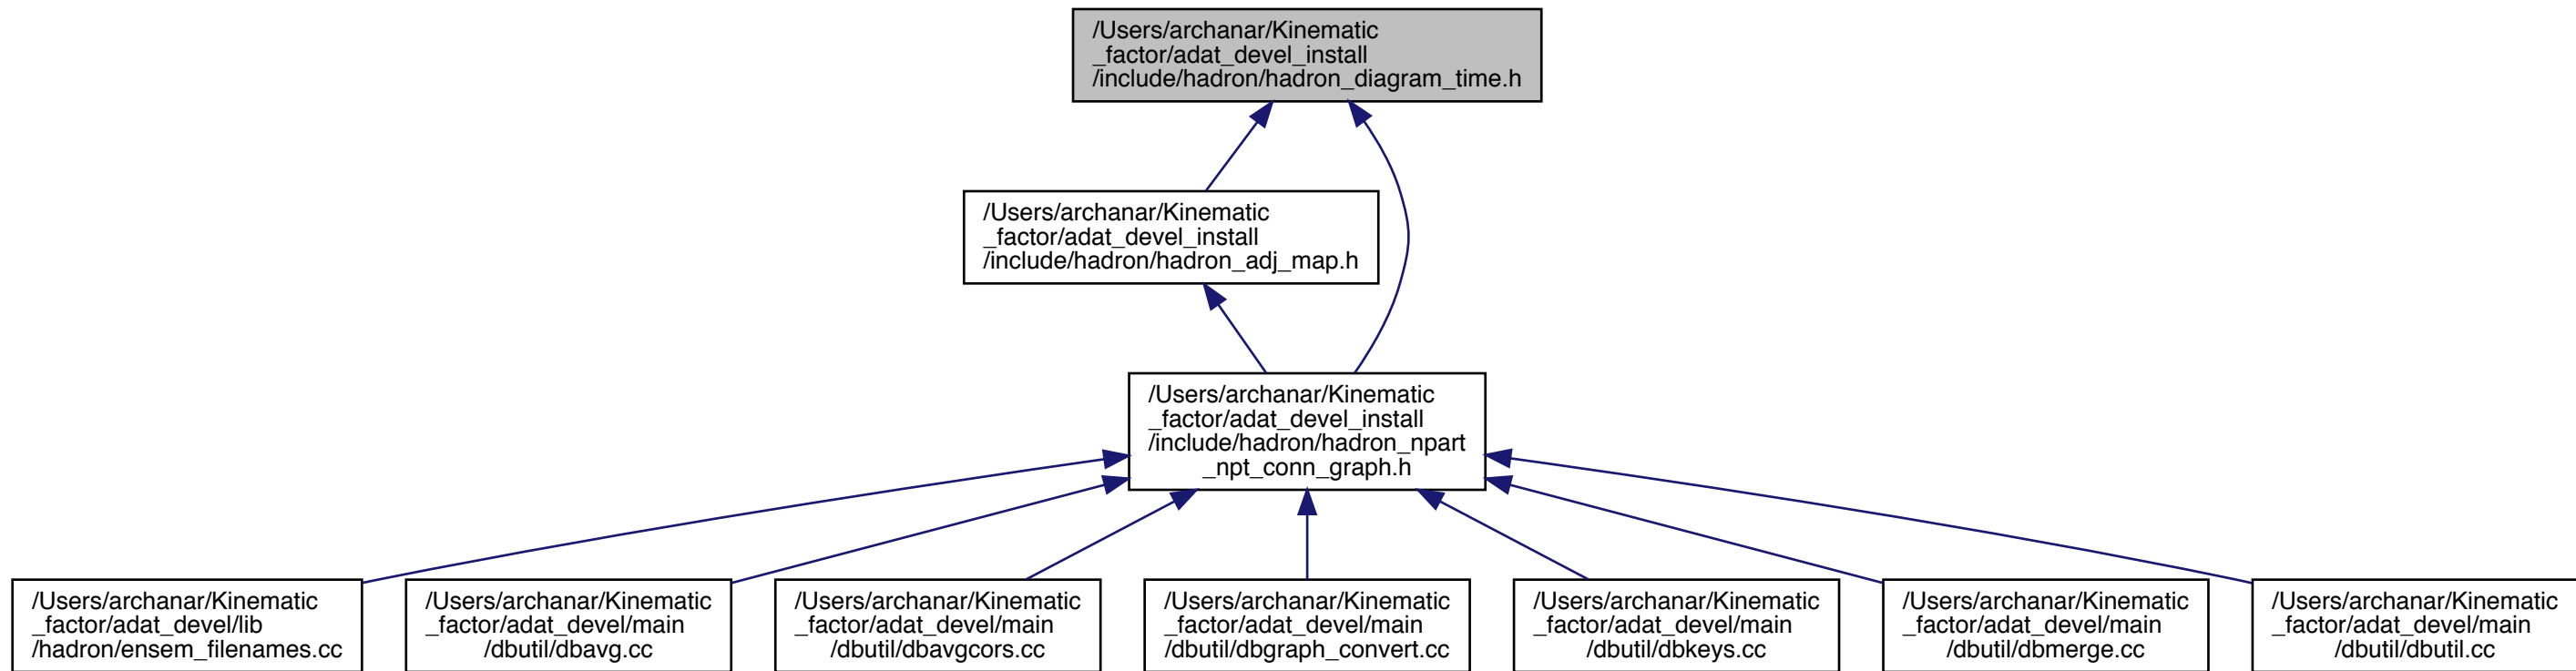 /Users/archanar/Kinematic
_factor/adat_devel_install
/include/hadron/hadron_diagram_time.h
/Users/archanar/Kinematic
_factor/adat_devel_install
/include/hadron/hadron_adj_map.h
/Users/archanar/Kinematic
_factor/adat_devel_install
/include/hadron/hadron_npart
_npt_conn_graph.h
/Users/archanar/Kinematic
_factor/adat_devel/lib
/hadron/ensem_filenames.cc
/Users/archanar/Kinematic
_factor/adat_devel/main
/dbutil/dbavg.cc
/Users/archanar/Kinematic
_factor/adat_devel/main
/dbutil/dbavgcors.cc
/Users/archanar/Kinematic
_factor/adat_devel/main
/dbutil/dbgraph_convert.cc
/Users/archanar/Kinematic
_factor/adat_devel/main
/dbutil/dbkeys.cc
/Users/archanar/Kinematic
_factor/adat_devel/main
/dbutil/dbmerge.cc
/Users/archanar/Kinematic
_factor/adat_devel/main
/dbutil/dbutil.cc